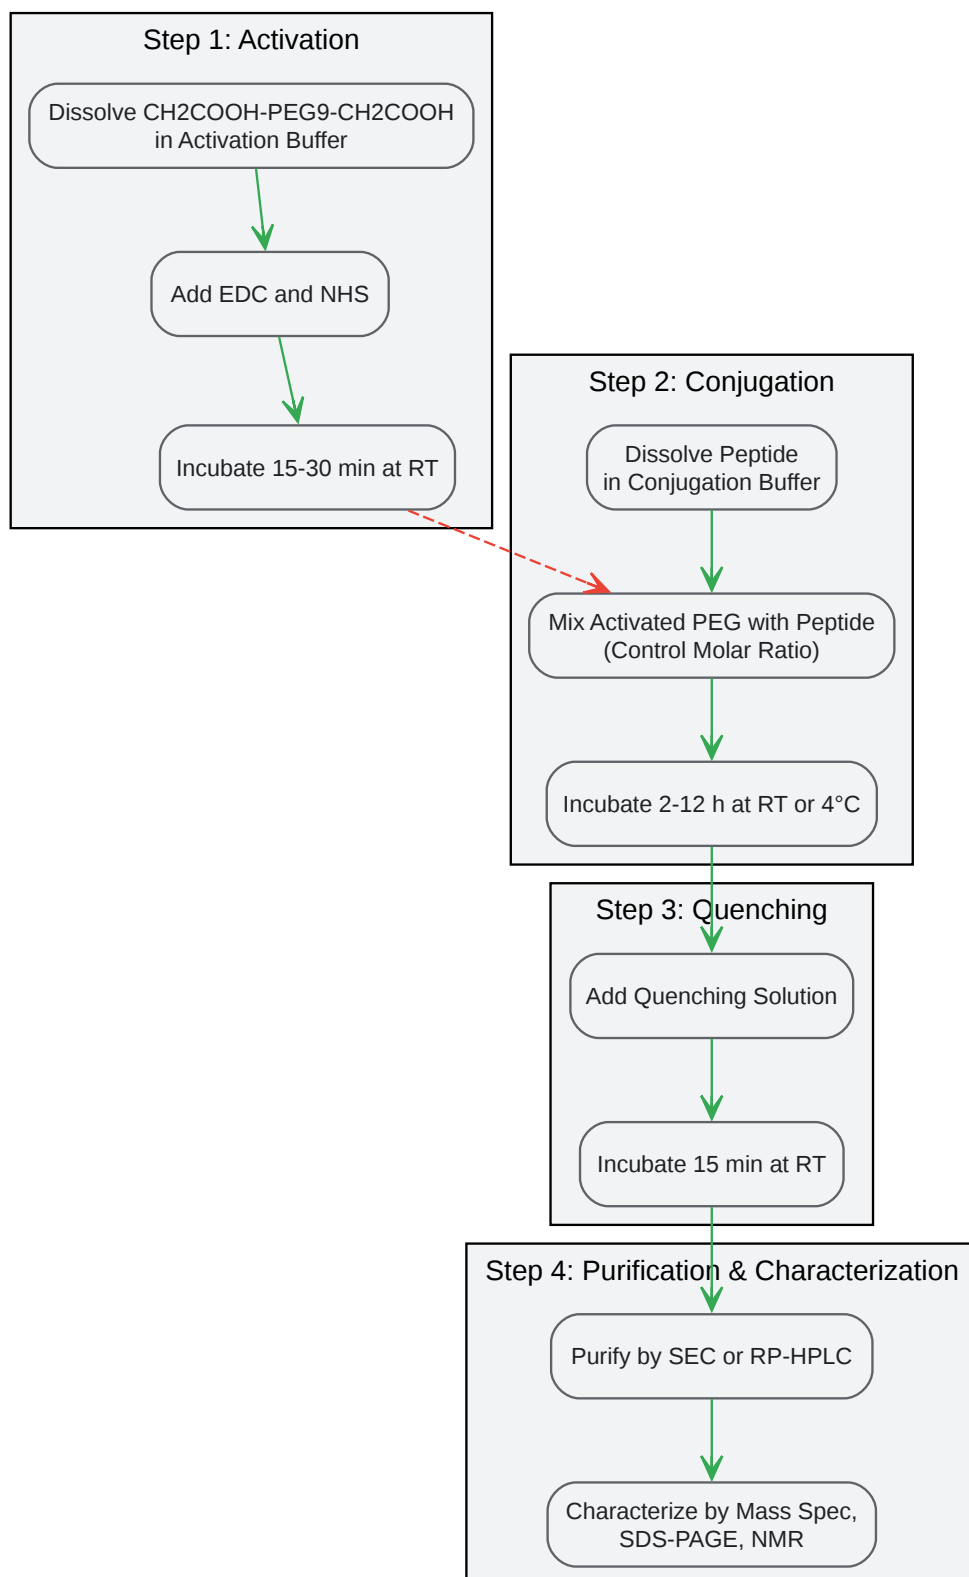 Step 1: Activation
Dissolve CH2COOH-PEG9-CH2COOH
in Activation Buffer
Add EDC and NHS
Incubate 15-30 min at RT
Step 2: Conjugation
Dissolve Peptide
in Conjugation Buffer
Mix Activated PEG with Peptide
(Control Molar Ratio)
Incubate 2-12 h at RT or 4°C
Step 3: Quenching
Add Quenching Solution
Incubate 15 min at RT
Step 4: Purification & Characterization
Purify by SEC or RP-HPLC
Characterize by Mass Spec,
SDS-PAGE, NMR